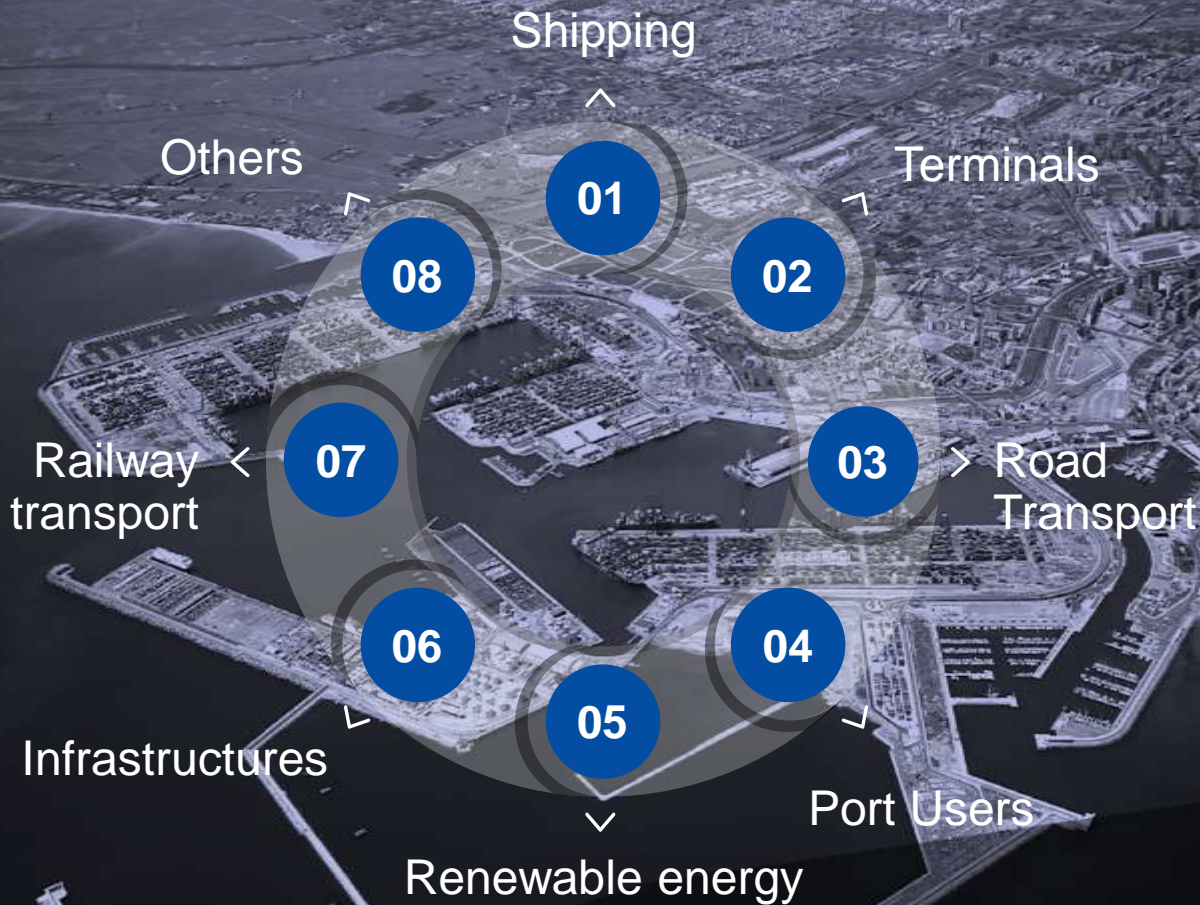 Shipping
01
Terminals
02
Road
Transport
03
Port Users
04
Renewable energy
05
Infrastructures
06
Railway
transport
07
Others
08